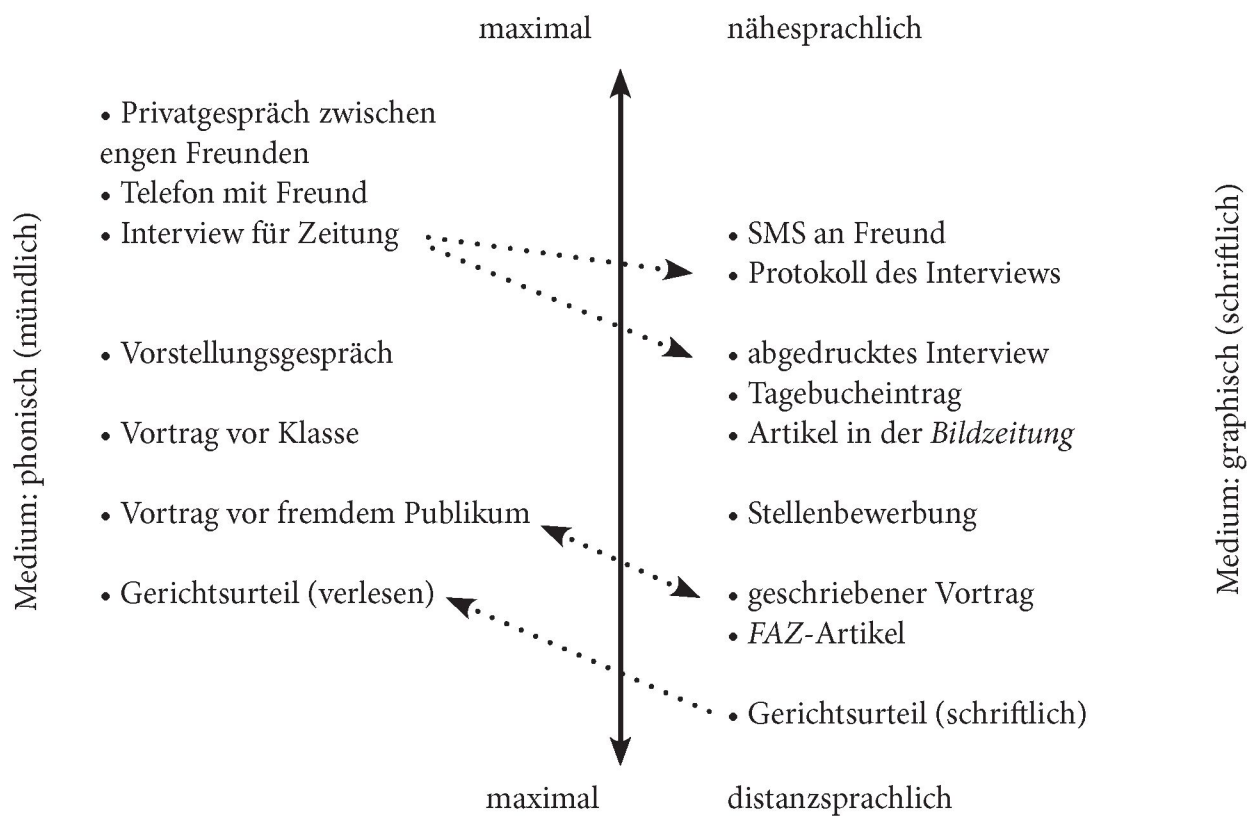 maximal nähesprachlich
Medium: phonisch (mündlich)
• Privatgespräch zwischen
engen Freunden
• Telefon mit Freund
• Interview für Zeitung
• Vorstellungsgespräch
• Vortrag vor Klasse
• Vortrag vor fremdem Publikum
• Gerichtsurteil (verlesen)
• SMS an Freund
• Protokoll des Interviews
• abgedrucktes Interview
• Tagebucheintrag
• Artikel in der Bildzeitung
• Stellenbewerbung
• geschriebener Vortrag
• FAZ-Artikel
• Gerichtsurteil (schriftlich)
Medium: graphisch (schriftlich)
maximal distanzsprachlich